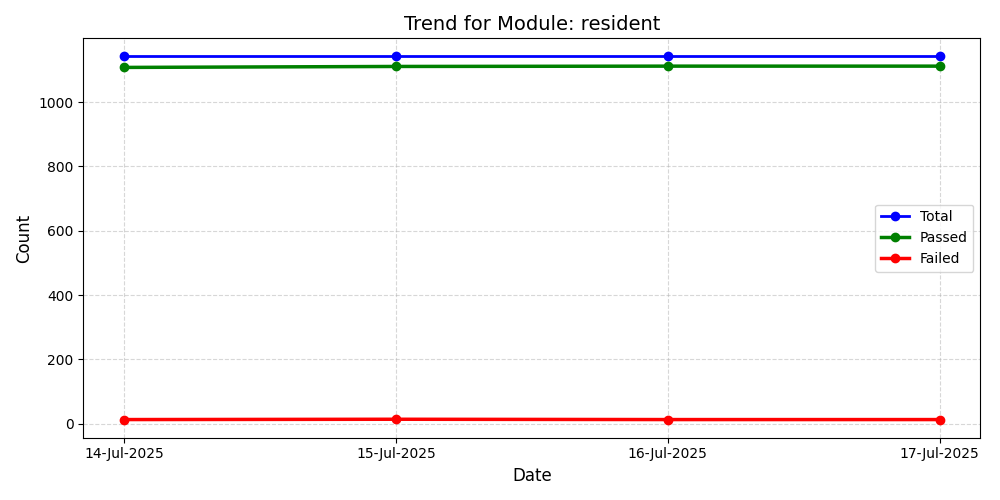 Trend for Module: resident
1000
800
600
400
200
0
Count
Total
Passed
Failed
14-Jul-2025
15-Jul-2025
16-Jul-2025
17-Jul-2025
Date